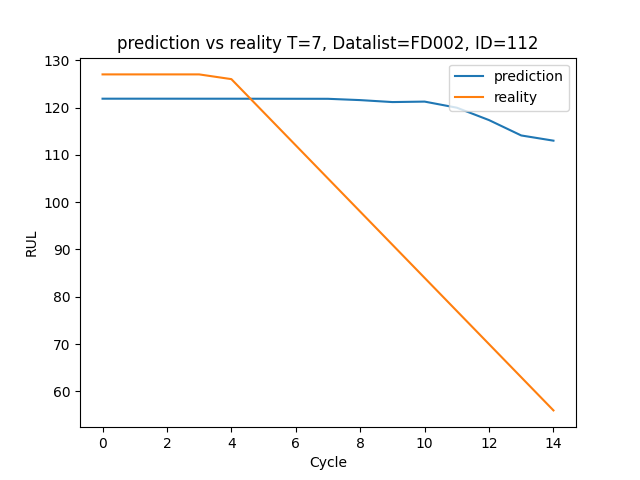 prediction vs reality T=7, Datalist=FD002, ID=112
prediction
reality
RUL
130
120
110
100
90
80
70
60
0 2 4 6 8 10 12 14
Cycle